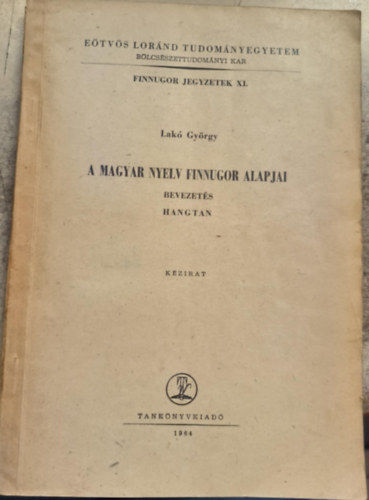 EÖTVÖS LORÁND TUDOMÁNYEGYETEM
BÖLCSÉSZETTUDOMÁNYI KAR
FINNUGOR JEGYZETEK XI.
Lakó György
A MAGYAR NYELV FINNUGOR ALAPJAI
BEVEZETÉS
HANGTAN
KÉZIRAT
TANKÖNYVKIADÓ
1964